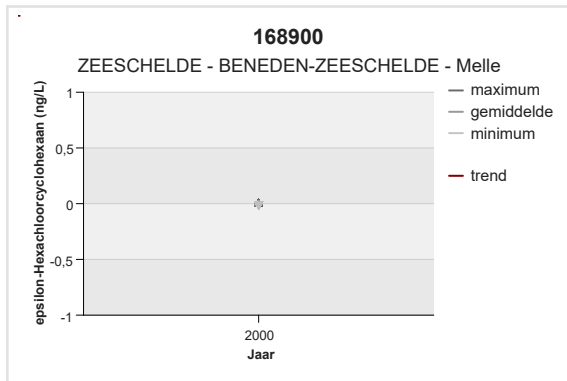 168900
ZEESCHELDE - BENEDEN-ZEESCHELDE - Melle
epsilon-Hexachloorcyclohexaan (ng/L)
1
0,5
0
-0,5
-1
2000
Jaar
maximum
gemiddelde
minimum
trend